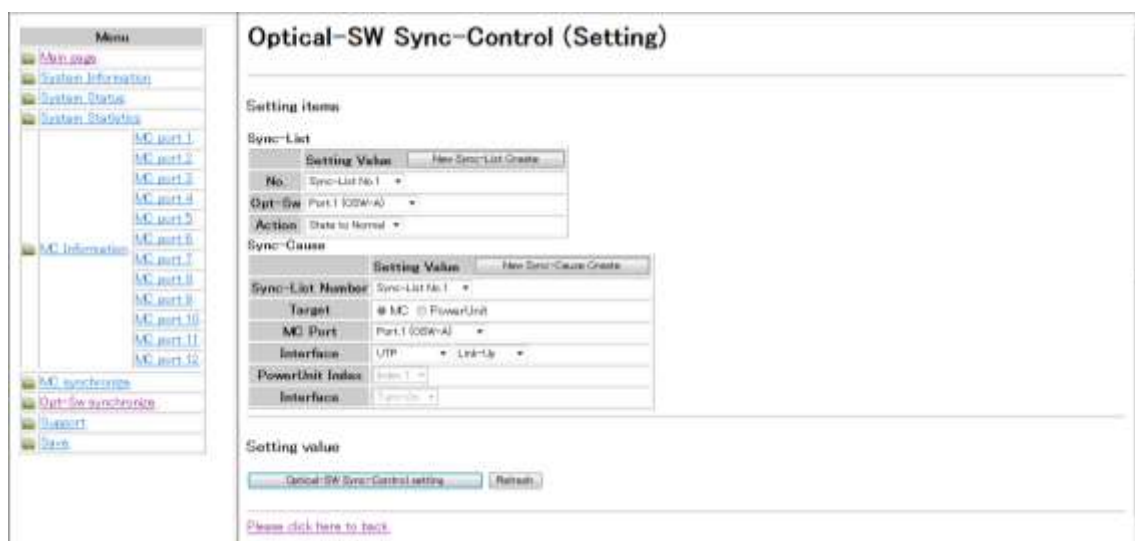 Menu
Main page
System Information
System Status
System Statistics
MC Information
MC port 1
MC port 2
MC port 3
MC port 4
MC port 5
MC port 6
MC port 7
MC port 8
MC port 9
MC port 10
MC port 11
MC port 12
MC synchronize
Opt-Sw synchronize
Support
Save
Optical-SW Sync-Control (Setting)
Setting items
Sync-List
Setting Value New Sync-List Create
No. Sync-List No.1
Opt-Sw Port.1 (OSW-A)
Action State to Normal
Sync-Cause
Setting Value New Sync-Cause Create
Sync-List Number Sync-List No.1
Target MC PowerUnit
MC Port Port.1 (OSW-A)
Interface UTP Link-Up
PowerUnit Index Index 1
Interface
Setting value
Optical-SW Sync-Control setting Refresh
Please click here to back.